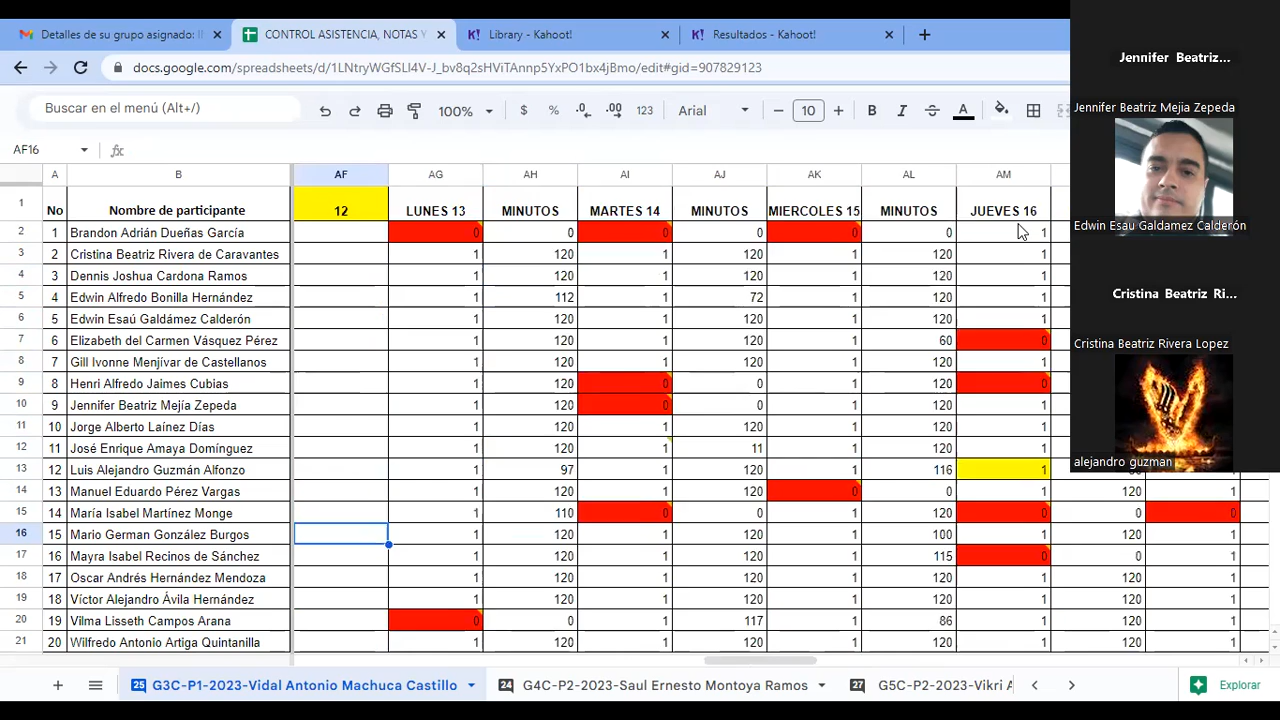 Detalles de su grupo asignado: I
CONTROL ASISTENCIA, NOTAS Y
Library - Kahoot!
Resultados - Kahoot!
docs.google.com/spreadsheets/d/1LNtryWGfSLl4V-J_bv8q2sHViTAnnp5YxPO1bx4jBmo/edit#gid=907829123
Buscar en el menú (Alt+/)
100% $ % .0 .00 123 Arial 10 B I A
AF16 fx
A B AF AG AH AI AJ AK AL AM
1 No Nombre de participante 12 LUNES 13 MINUTOS MARTES 14 MINUTOS MIERCOLES 15 MINUTOS JUEVES 16
2 1 Brandon Adrián Dueñas García 0 0 0 0 0 0 1
3 2 Cristina Beatriz Rivera de Caravantes 1 120 1 120 1 120 1
4 3 Dennis Joshua Cardona Ramos 1 120 1 120 1 120 1
5 4 Edwin Alfredo Bonilla Hernández 1 112 1 72 1 120 1
6 5 Edwin Esaú Galdámez Calderón 1 120 1 120 1 120 1
7 6 Elizabeth del Carmen Vásquez Pérez 1 120 1 120 1 60 0
8 7 Gill Ivonne Menjívar de Castellanos 1 120 1 120 1 120 1
9 8 Henri Alfredo Jaimes Cubias 1 120 0 0 1 120 0
10 9 Jennifer Beatriz Mejía Zepeda 1 120 0 0 1 120 1
11 10 Jorge Alberto Laínez Días 1 120 1 120 1 120 1
12 11 José Enrique Amaya Domínguez 1 120 1 11 1 120 1
13 12 Luis Alejandro Guzmán Alfonzo 1 97 1 120 1 116 1
14 13 Manuel Eduardo Pérez Vargas 1 120 1 120 0 0 1 120 1
15 14 María Isabel Martínez Monge 1 110 0 0 1 120 0 0 0
16 15 Mario German González Burgos 1 120 1 120 1 100 1 120 1
17 16 Mayra Isabel Recinos de Sánchez 1 120 1 120 1 115 0 0 1
18 17 Oscar Andrés Hernández Mendoza 1 120 1 120 1 120 1 120 1
19 18 Víctor Alejandro Ávila Hernández 1 120 1 120 1 120 1 120 1
20 19 Vilma Lisseth Campos Arana 0 0 1 117 1 86 1 120 1
21 20 Wilfredo Antonio Artiga Quintanilla 1 120 1 120 1 120 1 120 1
25 G3C-P1-2023-Vidal Antonio Machuca Castillo
24 G4C-P2-2023-Saul Ernesto Montoya Ramos
27 G5C-P2-2023-Vikri
Explorar
Jennifer Beatriz...
Jennifer Beatriz Mejia Zepeda
Edwin Esaú Galdamez Calderón
Cristina Beatriz Ri...
Cristina Beatriz Rivera Lopez
alejandro guzman